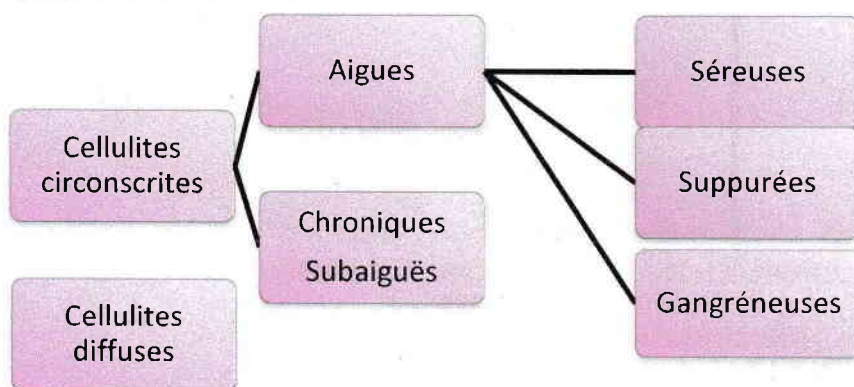 Aigues
Séreuses
Cellulites
circonscrites
Suppurées
Chroniques
Subaiguës
Gangréneuses
Cellulites
diffuses